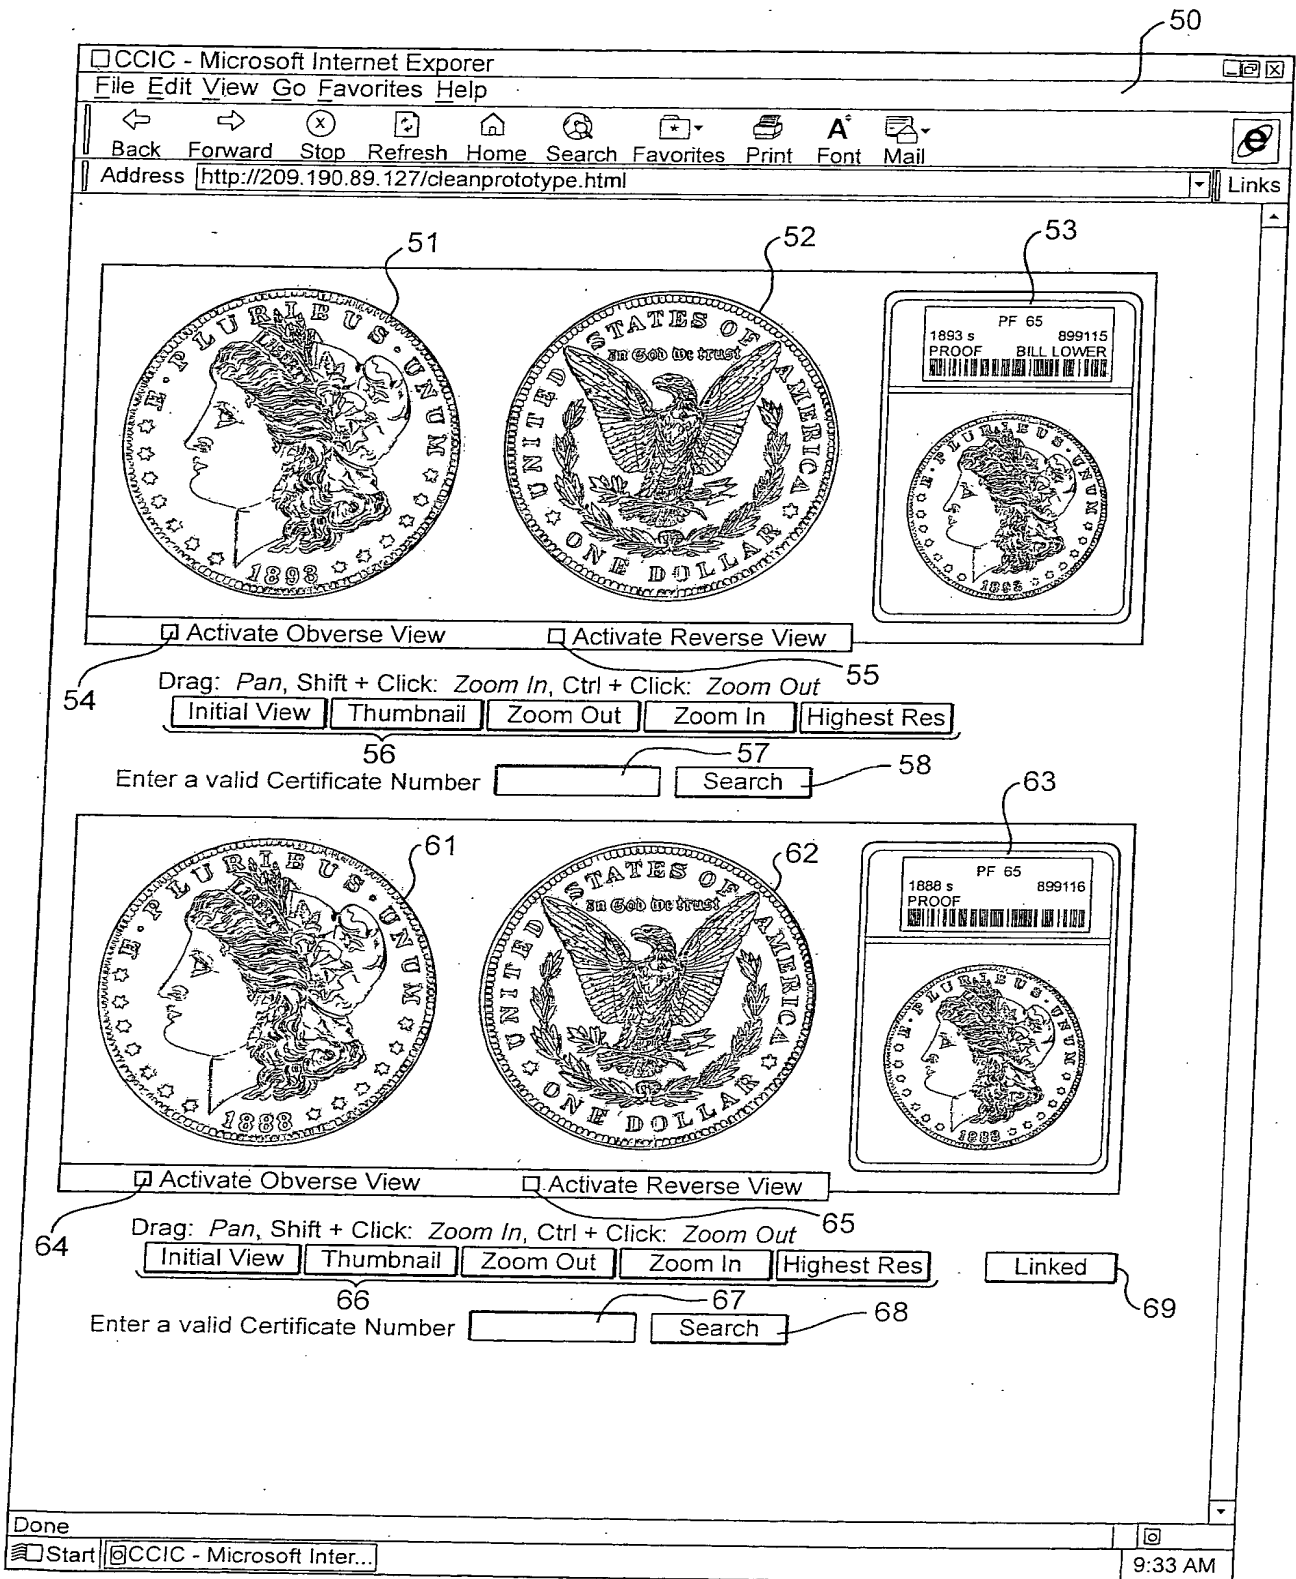 50
CCIC - Microsoft Internet Exporer
File Edit View Go Favorites Help
Back Forward Stop Refresh Home Search Favorites Print Font Mail
Address http://209.190.89.127/cleanprototype.html Links
51 52 53
E·PLURIBUS·UNUM
1893
UNITED STATES OF AMERICA
In God we trust
ONE DOLLAR
PF 65
1893 s 899115
PROOF BILL LOWER
E·PLURIBUS·UNUM
1893
Activate Obverse View Activate Reverse View
54 55
Drag: Pan, Shift + Click: Zoom In, Ctrl + Click: Zoom Out
Initial View Thumbnail Zoom Out Zoom In Highest Res
56 57 58
Enter a valid Certificate Number Search
61 62 63
E·PLURIBUS·UNUM
1888
UNITED STATES OF AMERICA
In God we trust
ONE DOLLAR
PF 65
1888 s 899116
PROOF
E·PLURIBUS·UNUM
1888
Activate Obverse View Activate Reverse View
64 65
Drag: Pan, Shift + Click: Zoom In, Ctrl + Click: Zoom Out
Initial View Thumbnail Zoom Out Zoom In Highest Res Linked
66 67 68 69
Enter a valid Certificate Number Search
Done
Start CCIC - Microsoft Inter... 9:33 AM